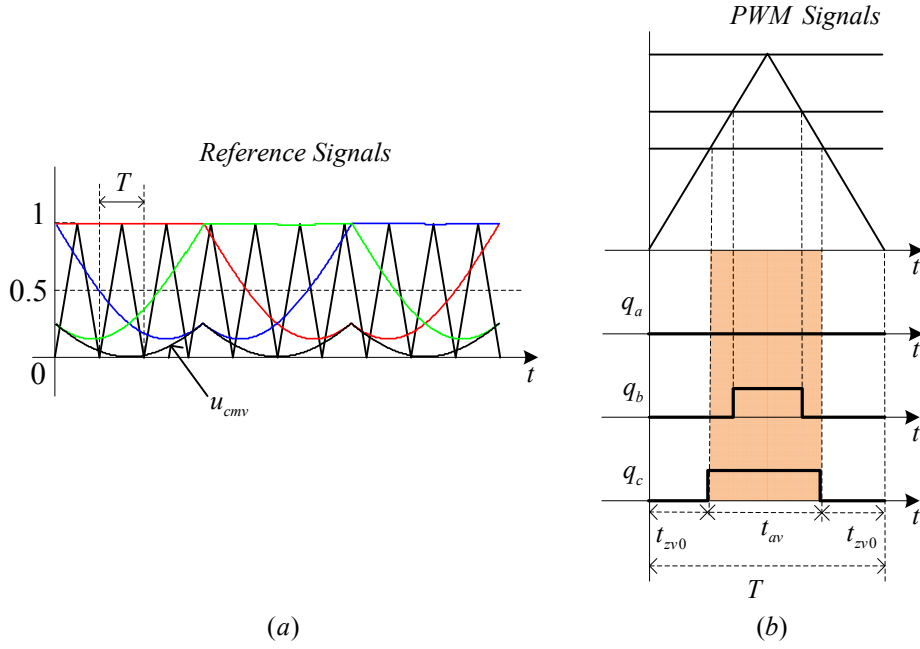 Reference Signals
T
1
0.5
0
t
u_cmv
(a)
PWM Signals
t
q_a
t
q_b
t
q_c
t
t_zv0
t_av
t_zv0
T
(b)